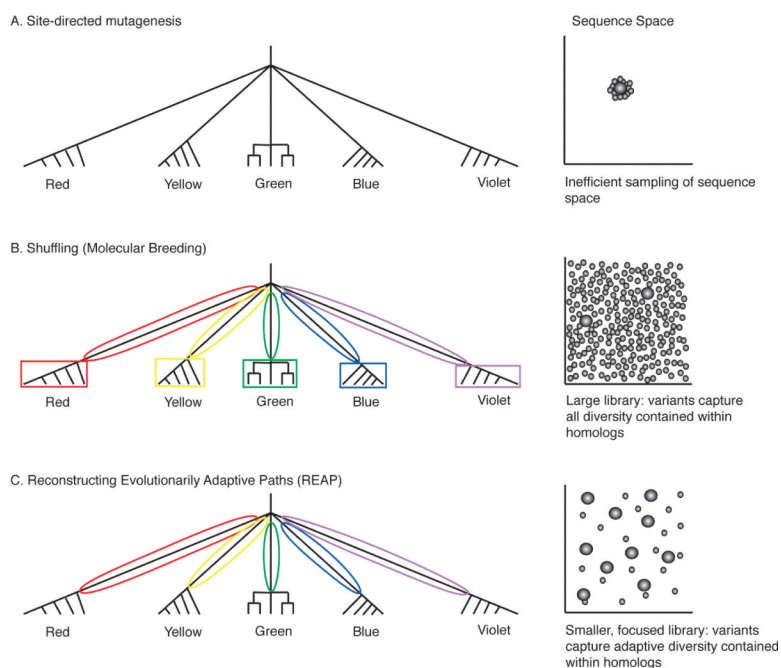 A. Site-directed mutagenesis
Sequence Space
Red
Yellow
Green
Blue
Violet
Inefficient sampling of sequence
space
B. Shuffling (Molecular Breeding)
Red
Yellow
Green
Blue
Violet
Large library: variants capture
all diversity contained within
homologs
C. Reconstructing Evolutionarily Adaptive Paths (REAP)
Red
Yellow
Green
Blue
Violet
Smaller, focused library: variants
capture adaptive diversity contained
within homologs